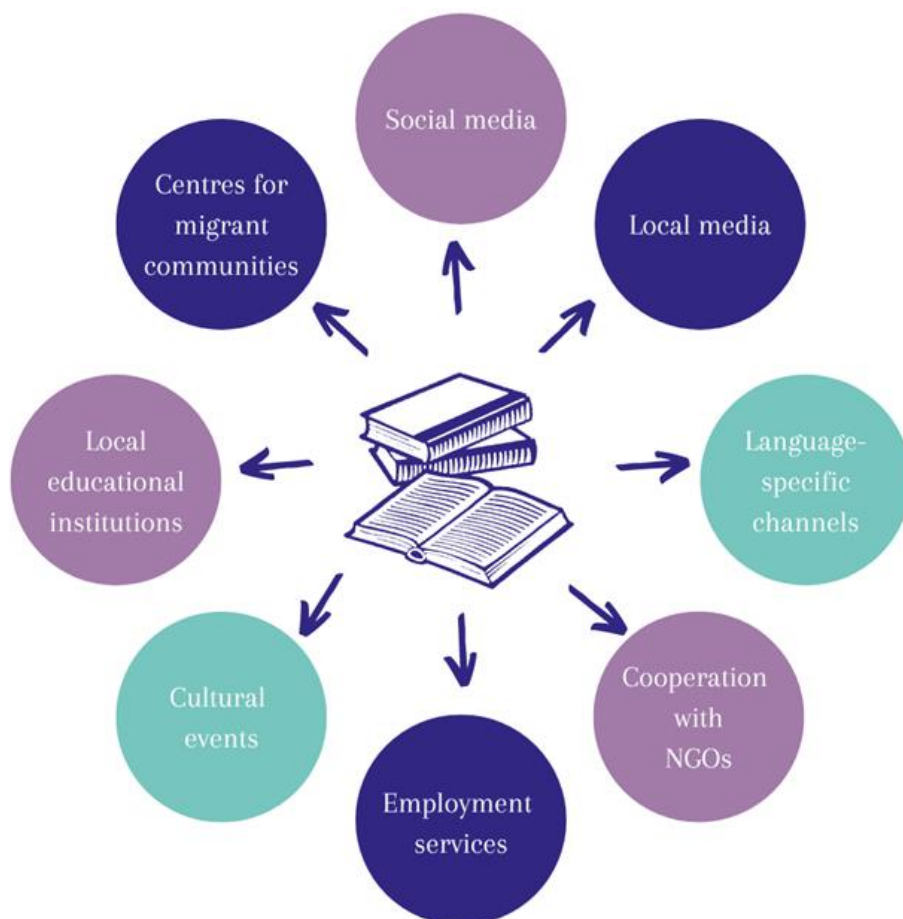 Social media
Local media
Language-
specific
channels
Cooperation
with
NGOs
Employment
services
Cultural
events
Local
educational
institutions
Centres for
migrant
communities